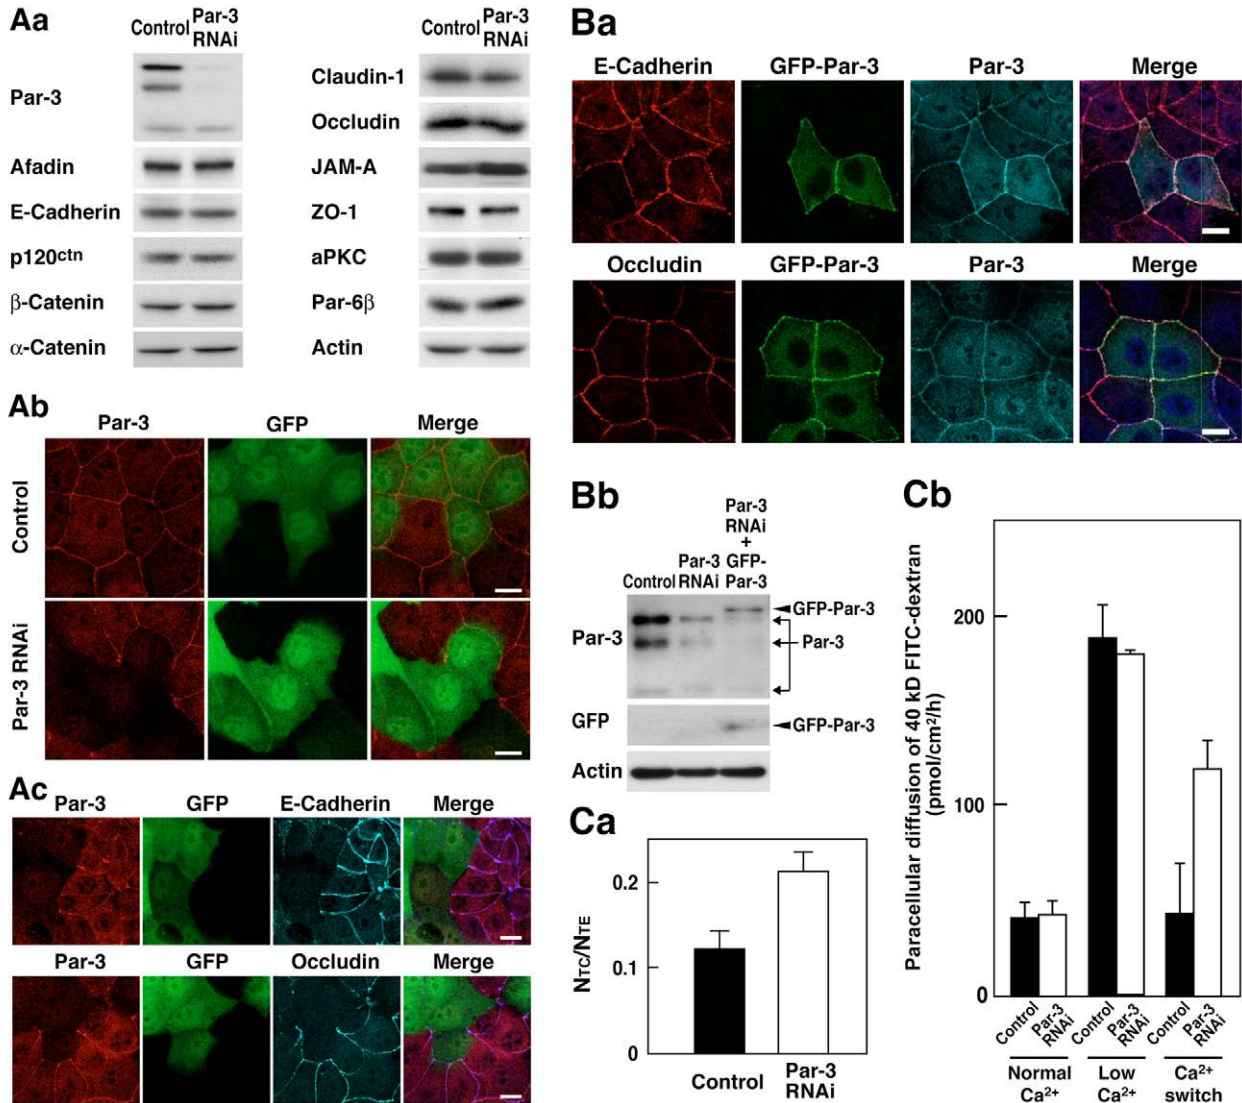 Aa
Control Par-3 RNAi
Par-3
Afadin
E-Cadherin
p120ctn
β-Catenin
α-Catenin
Control Par-3 RNAi
Claudin-1
Occludin
JAM-A
ZO-1
aPKC
Par-6β
Actin
Ab
Par-3 GFP Merge
Control
Par-3 RNAi
Ac
Par-3 GFP E-Cadherin Merge
Par-3 GFP Occludin Merge
Ba
E-Cadherin GFP-Par-3 Par-3 Merge
Occludin GFP-Par-3 Par-3 Merge
Bb
Control Par-3 RNAi Par-3 RNAi + GFP-Par-3
Par-3
GFP-Par-3
Par-3
GFP
GFP-Par-3
Actin
Ca
NTC/NTE
0.2
0.1
0
Control Par-3 RNAi
Cb
Paracellular diffusion of 40 kD FITC-dextran
(pmol/cm²/h)
200
100
0
Control Par-3 RNAi Control Par-3 RNAi Control Par-3 RNAi
Normal Ca²⁺ Low Ca²⁺ Ca²⁺ switch